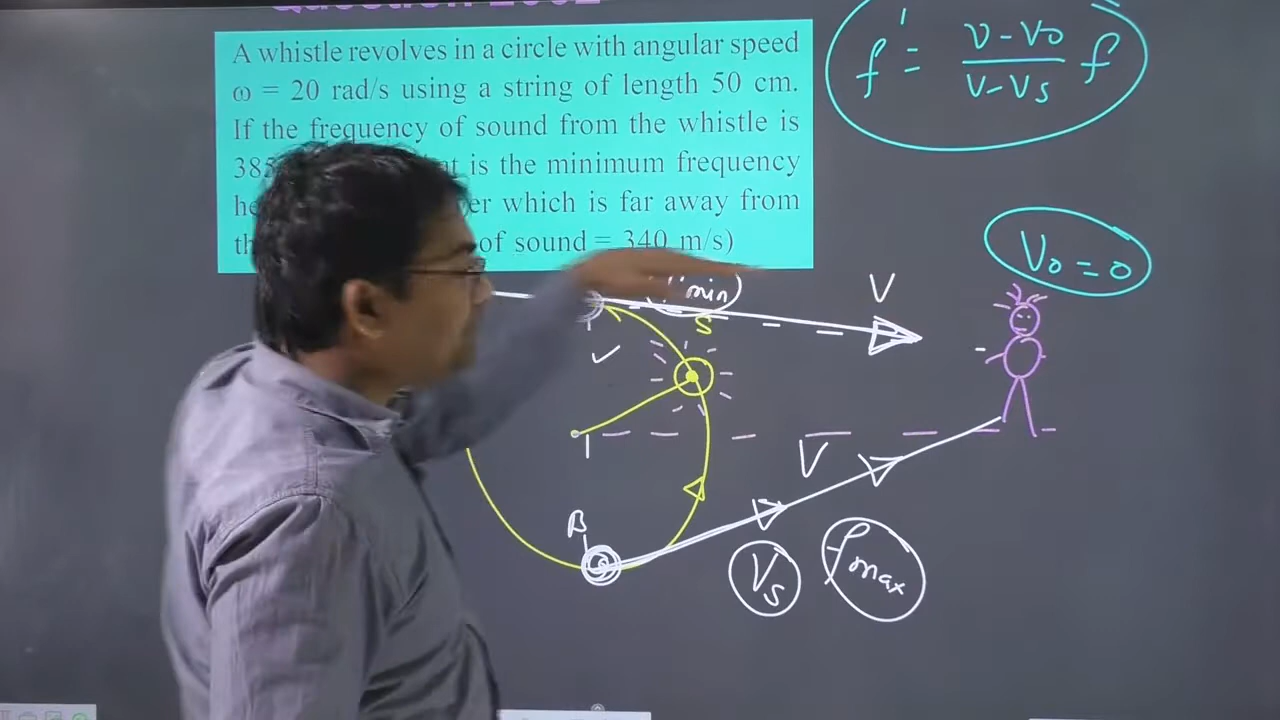 A whistle revolves in a circle with angular speed
ω = 20 rad/s using a string of length 50 cm.
If the frequency of sound from the whistle is
385 is the minimum frequency
which is far away from
of sound = 340 m/s)
f' = v - v₀ / v - vₛ f
v₀ = 0
min
V
S
V
B
Vₛ
fmax